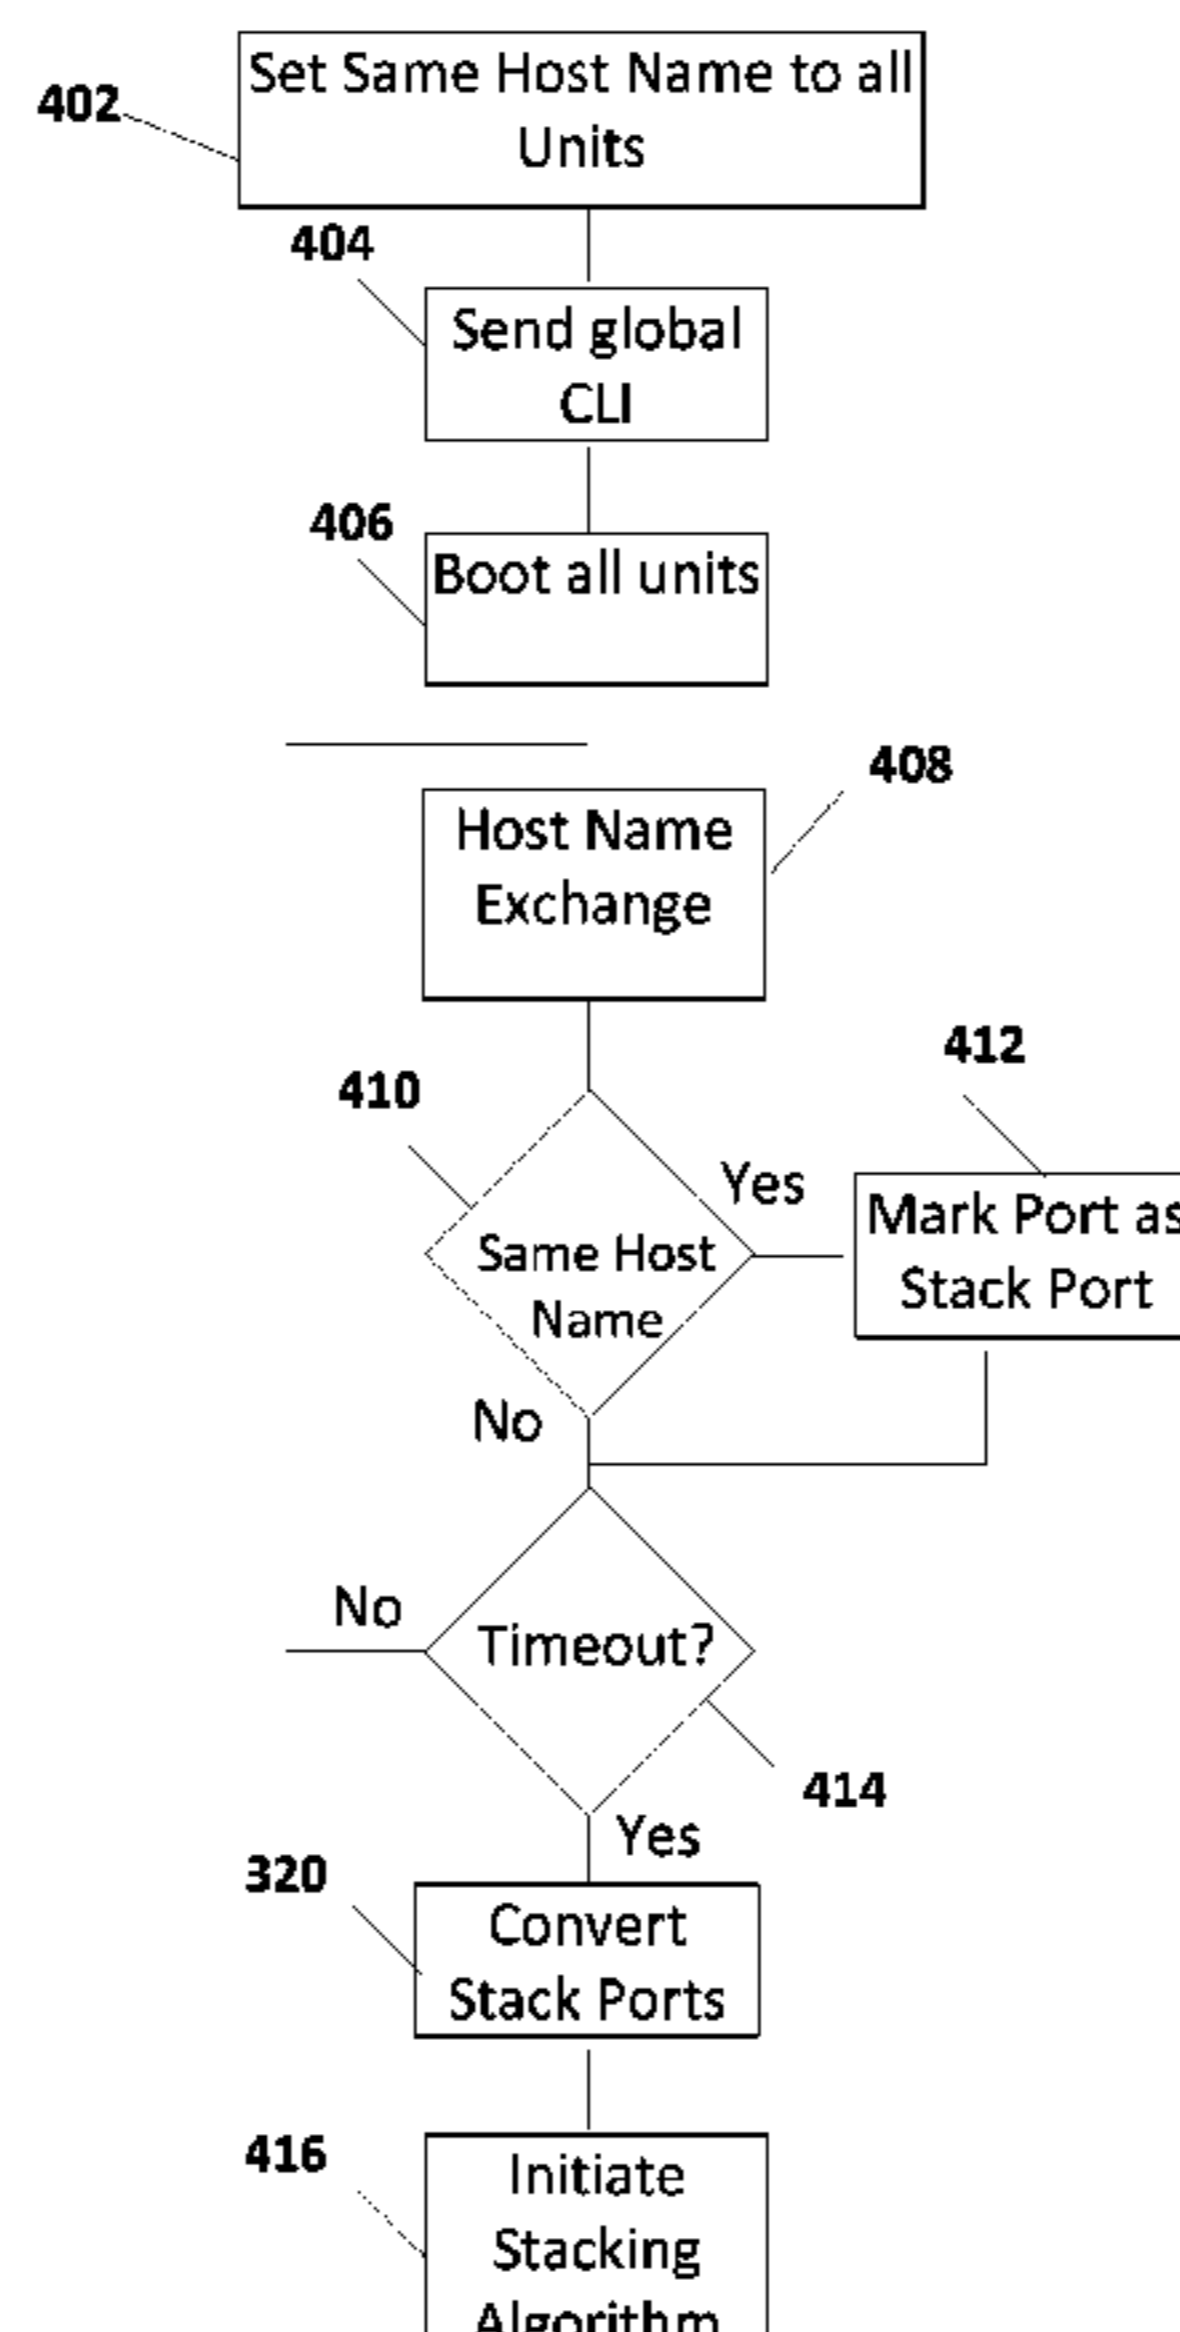 Set Same Host Name to all
Units
402
404
Send global
CLI
406
Boot all units
408
Host Name
Exchange
412
410
Yes
Mark Port as
Stack Port
Same Host
Name
No
No
Timeout?
414
Yes
320
Convert
Stack Ports
416
Initiate
Stacking
Algorithm